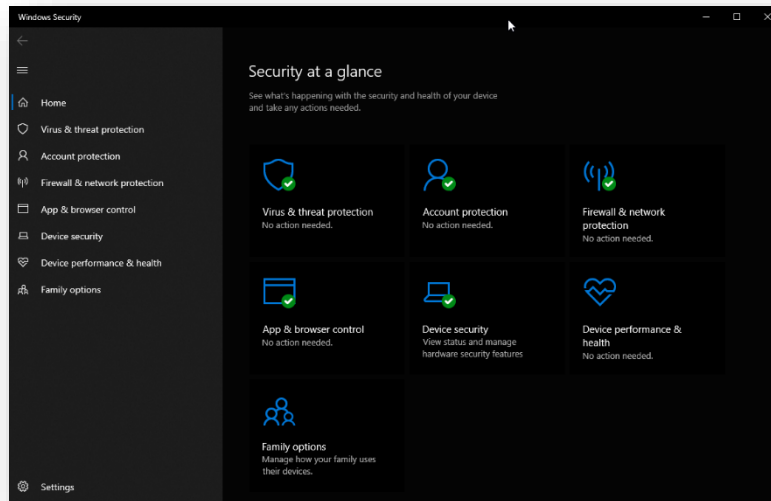 Windows Security
Home
Virus & threat protection
Account protection
Firewall & network protection
App & browser control
Device security
Device performance & health
Family options
Settings
Security at a glance
See what's happening with the security and health of your device
and take any actions needed.
Virus & threat protection
No action needed.
Account protection
No action needed.
Firewall & network
protection
No action needed.
App & browser control
No action needed.
Device security
View status and manage
hardware security features
Device performance &
health
No action needed.
Family options
Manage how your family uses
their devices.